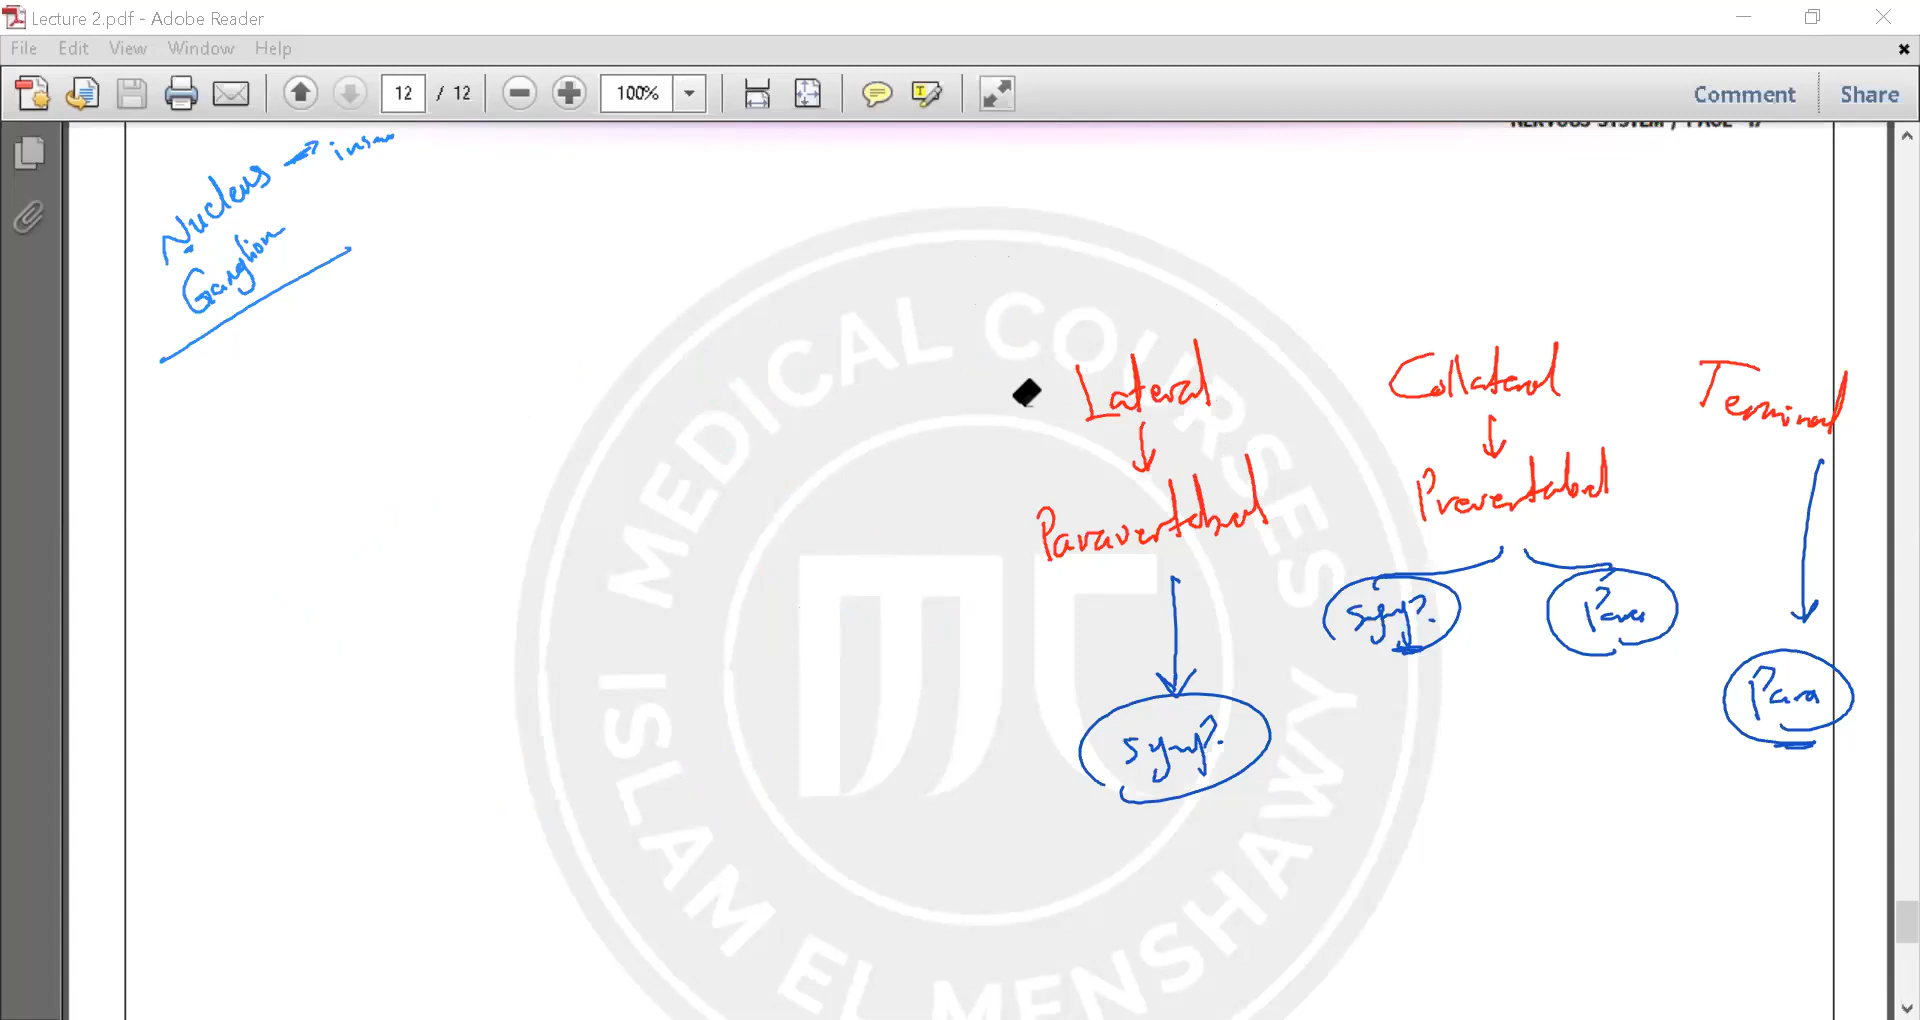 Lecture 2.pdf - Adobe Reader
File Edit View Window Help
12 / 12 100% Comment Share
Nucleus →
Ganglion
Lateral
Collateral
Terminal
Paravertebral
Prevertebral
Symp.
Symp.
Para
Para
MEDICAL COURSES
ISLAM EL MENSHAWY